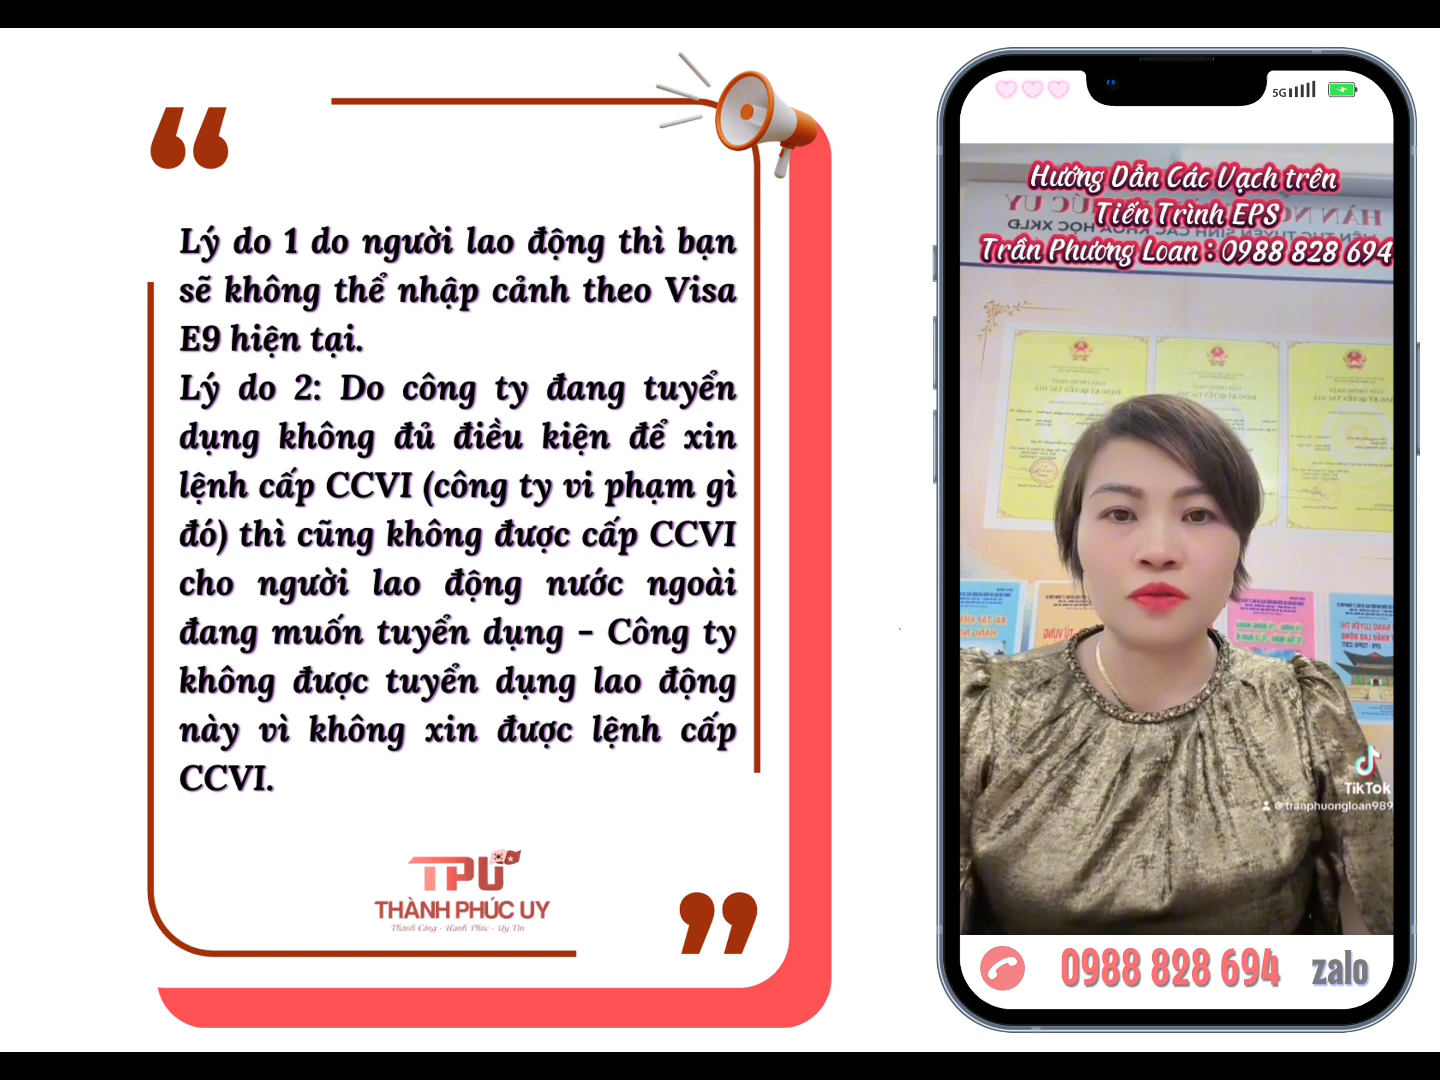 Lý do 1 do người lao động thì bạn
sẽ không thể nhập cảnh theo Visa
E9 hiện tại.
Lý do 2: Do công ty đang tuyển
dụng không đủ điều kiện để xin
lệnh cấp CCVI (công ty vi phạm gì
đó) thì cũng không được cấp CCVI
cho người lao động nước ngoài
đang muốn tuyển dụng - Công ty
không được tuyển dụng lao động
này vì không xin được lệnh cấp
CCVI.
TPU
THÀNH PHÚC UY
Thành Công - Hạnh Phúc - Uy Tín
5G
Hướng Dẫn Các Vạch trên
Tiến Trình EPS
Trần Phương Loan : 0988 828 694
TikTok
@tranphuongloan989
0988 828 694 zalo